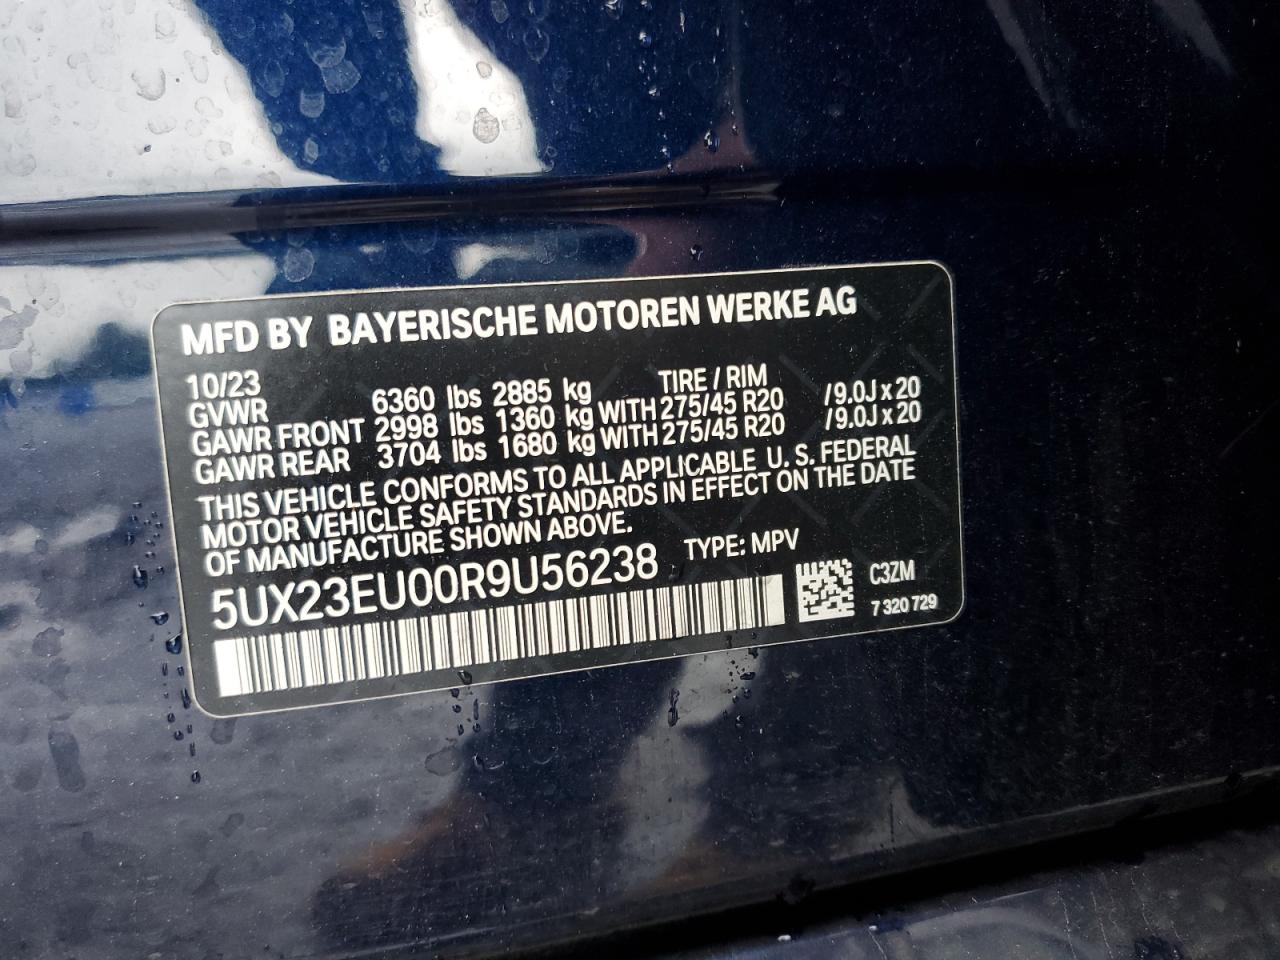 MFD BY BAYERISCHE MOTOREN WERKE AG
10/23 TIRE / RIM
GVWR 6360 lbs 2885 kg
GAWR FRONT 2998 lbs 1360 kg WITH 275/45 R20 / 9.0J x 20
GAWR REAR 3704 lbs 1680 kg WITH 275/45 R20 / 9.0J x 20
THIS VEHICLE CONFORMS TO ALL APPLICABLE U. S. FEDERAL
MOTOR VEHICLE SAFETY STANDARDS IN EFFECT ON THE DATE
OF MANUFACTURE SHOWN ABOVE.
5UX23EU00R9U56238 TYPE: MPV
C3ZM
7 320 729